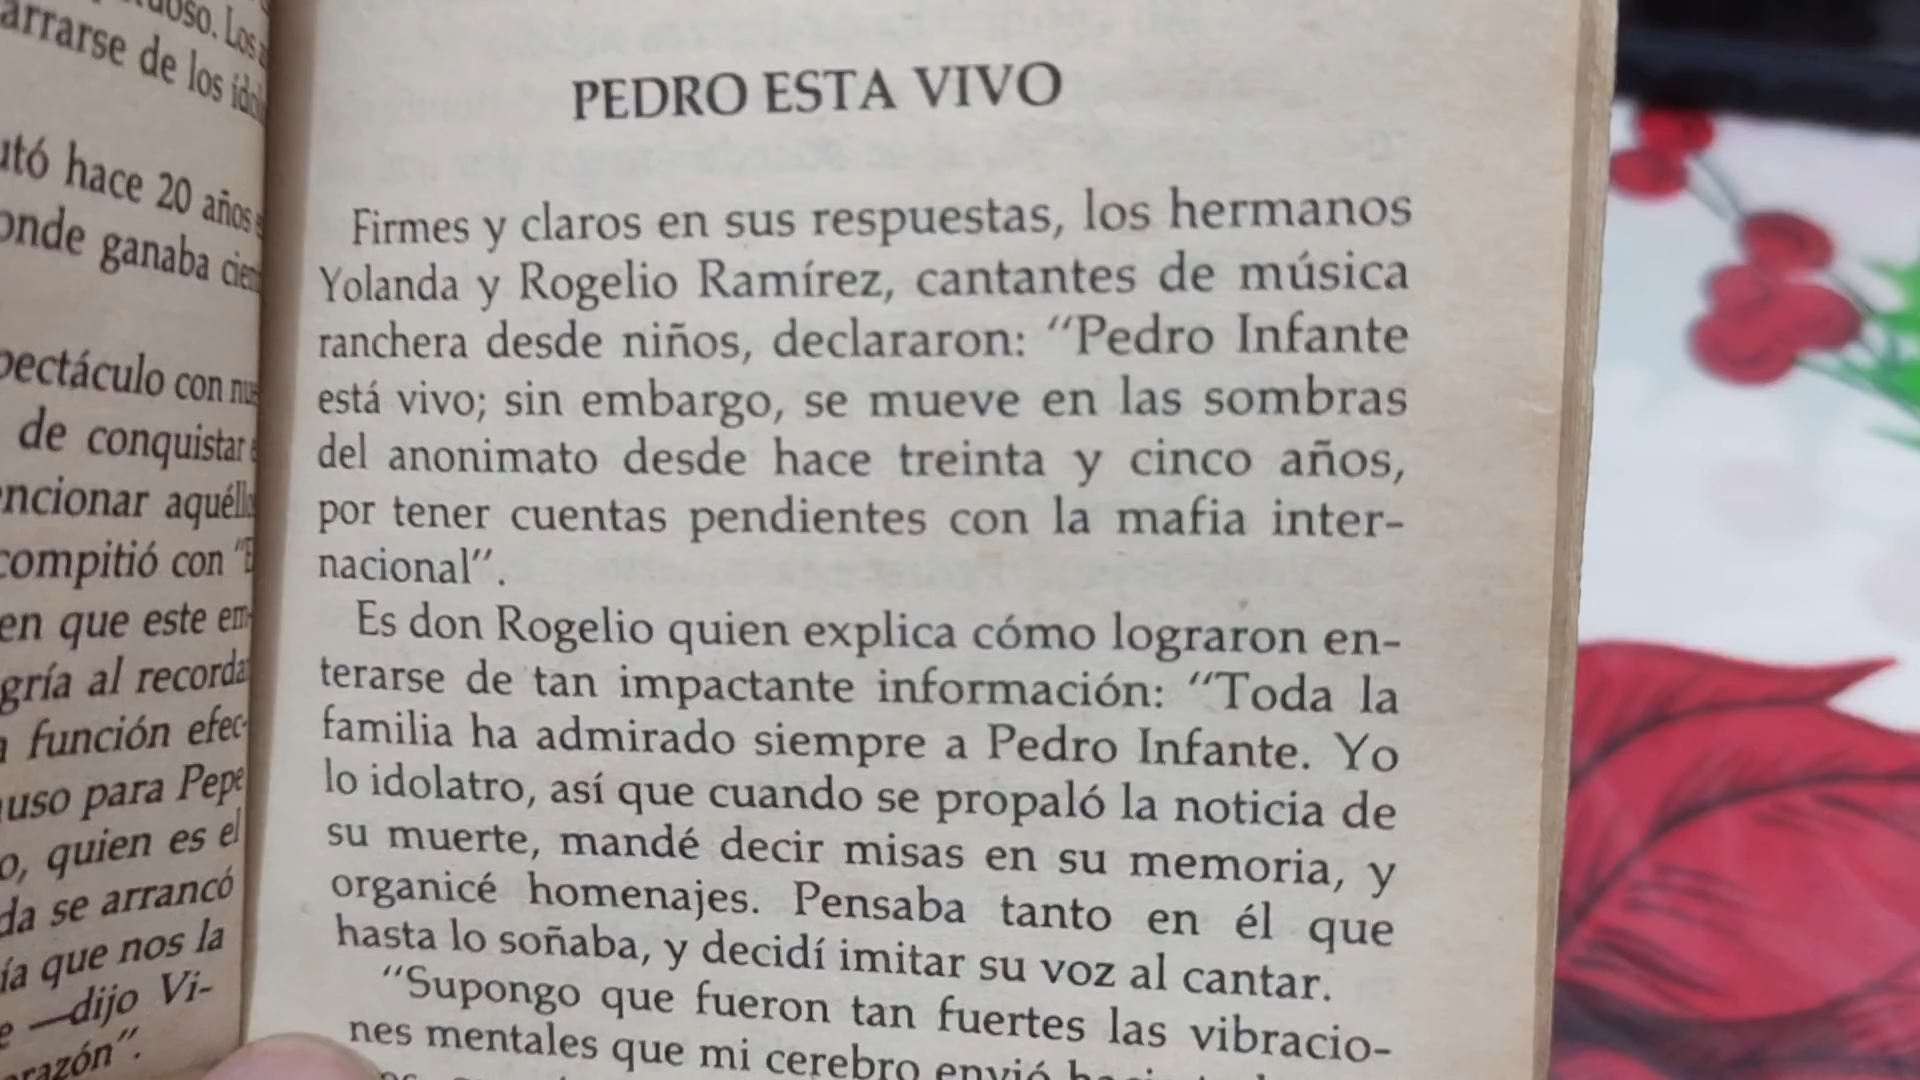 uoso. Los
arrarse de los
utó hace 20 años
onde ganaba
pectáculo con
de conquistar
encionar
compitió con
en que este em-
gría al
a función efec-
uso para Pepe
o, quien es el
da se arrancó
ía que nos la
e —dijo Vi-
orazón".
PEDRO ESTA VIVO
Firmes y claros en sus respuestas, los hermanos
Yolanda y Rogelio Ramírez, cantantes de música
ranchera desde niños, declararon: "Pedro Infante
está vivo; sin embargo, se mueve en las sombras
del anonimato desde hace treinta y cinco años,
por tener cuentas pendientes con la mafia inter-
nacional".
Es don Rogelio quien explica cómo lograron en-
terarse de tan impactante información: "Toda la
familia ha admirado siempre a Pedro Infante. Yo
lo idolatro, así que cuando se propaló la noticia de
su muerte, mandé decir misas en su memoria, y
organicé homenajes. Pensaba tanto en él que
hasta lo soñaba, y decidí imitar su voz al cantar.
"Supongo que fueron tan fuertes las vibracio-
nes mentales que mi cerebro envió